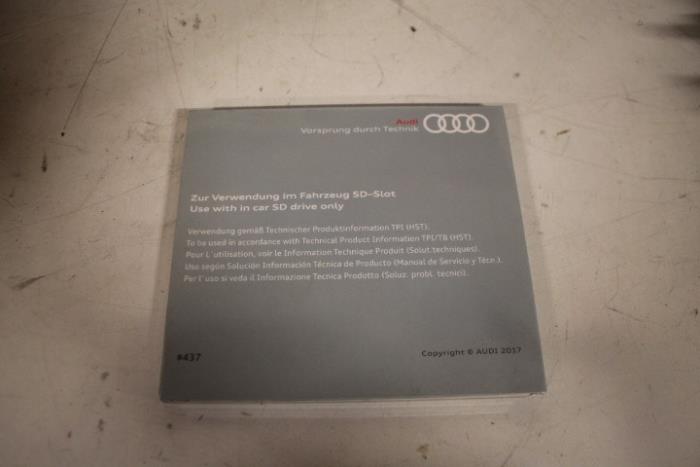 Audi
Vorsprung durch Technik
Zur Verwendung im Fahrzeug SD-Slot
Use with in car SD drive only
Verwendung gemäß Technischer Produktinformation TPI (HST).
To be used in accordance with Technical Product Information TPI/TB (HST).
Pour L'utilisation, voir le Information Technique Produit (Solut.techniques).
Uso según Solución Información Técnica de Producto (Manual de Servicio y Técn.).
Per l'uso si veda il Informazione Tecnica Prodotto (Soluz. probl. tecnici).
#437
Copyright © AUDI 2017